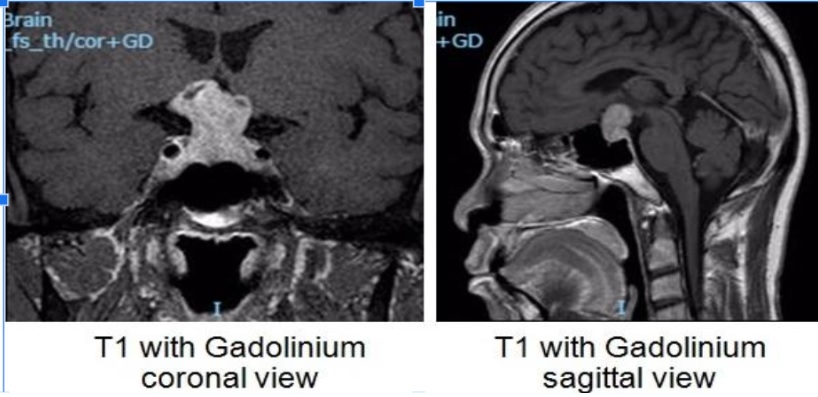 Brain
_fs_th/cor+GD
I
in
+GD
I
T1 with Gadolinium
coronal view
T1 with Gadolinium
sagittal view